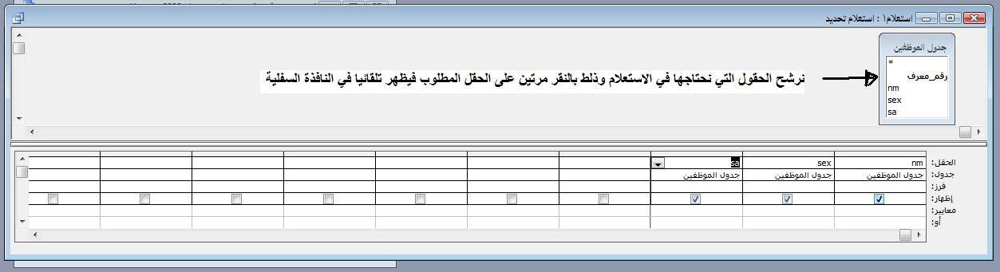 استعلام١ : استعلام تحديد
جدول الموظفين
*
رقم_معرف
nm
sex
sa
نرشح الحقول التي نحتاجها في الاستعلام وذلط بالنقر مرتين على الحقل المطلوب فيظهر تلقائيا في النافذة السفلية
الحقل: nm sex sa
جدول: جدول الموظفين جدول الموظفين جدول الموظفين
فرز:
إظهار:
معايير:
أو: